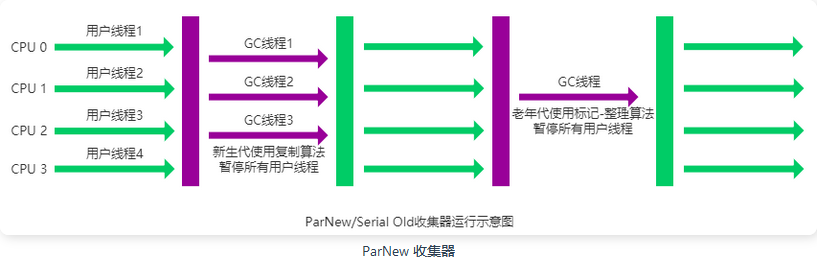 CPU 0
用户线程1
CPU 1
用户线程2
CPU 2
用户线程3
CPU 3
用户线程4
GC线程1
GC线程2
GC线程3
新生代使用复制算法
暂停所有用户线程
GC线程
老年代使用标记-整理算法
暂停所有用户线程
ParNew/Serial Old收集器运行示意图
ParNew 收集器